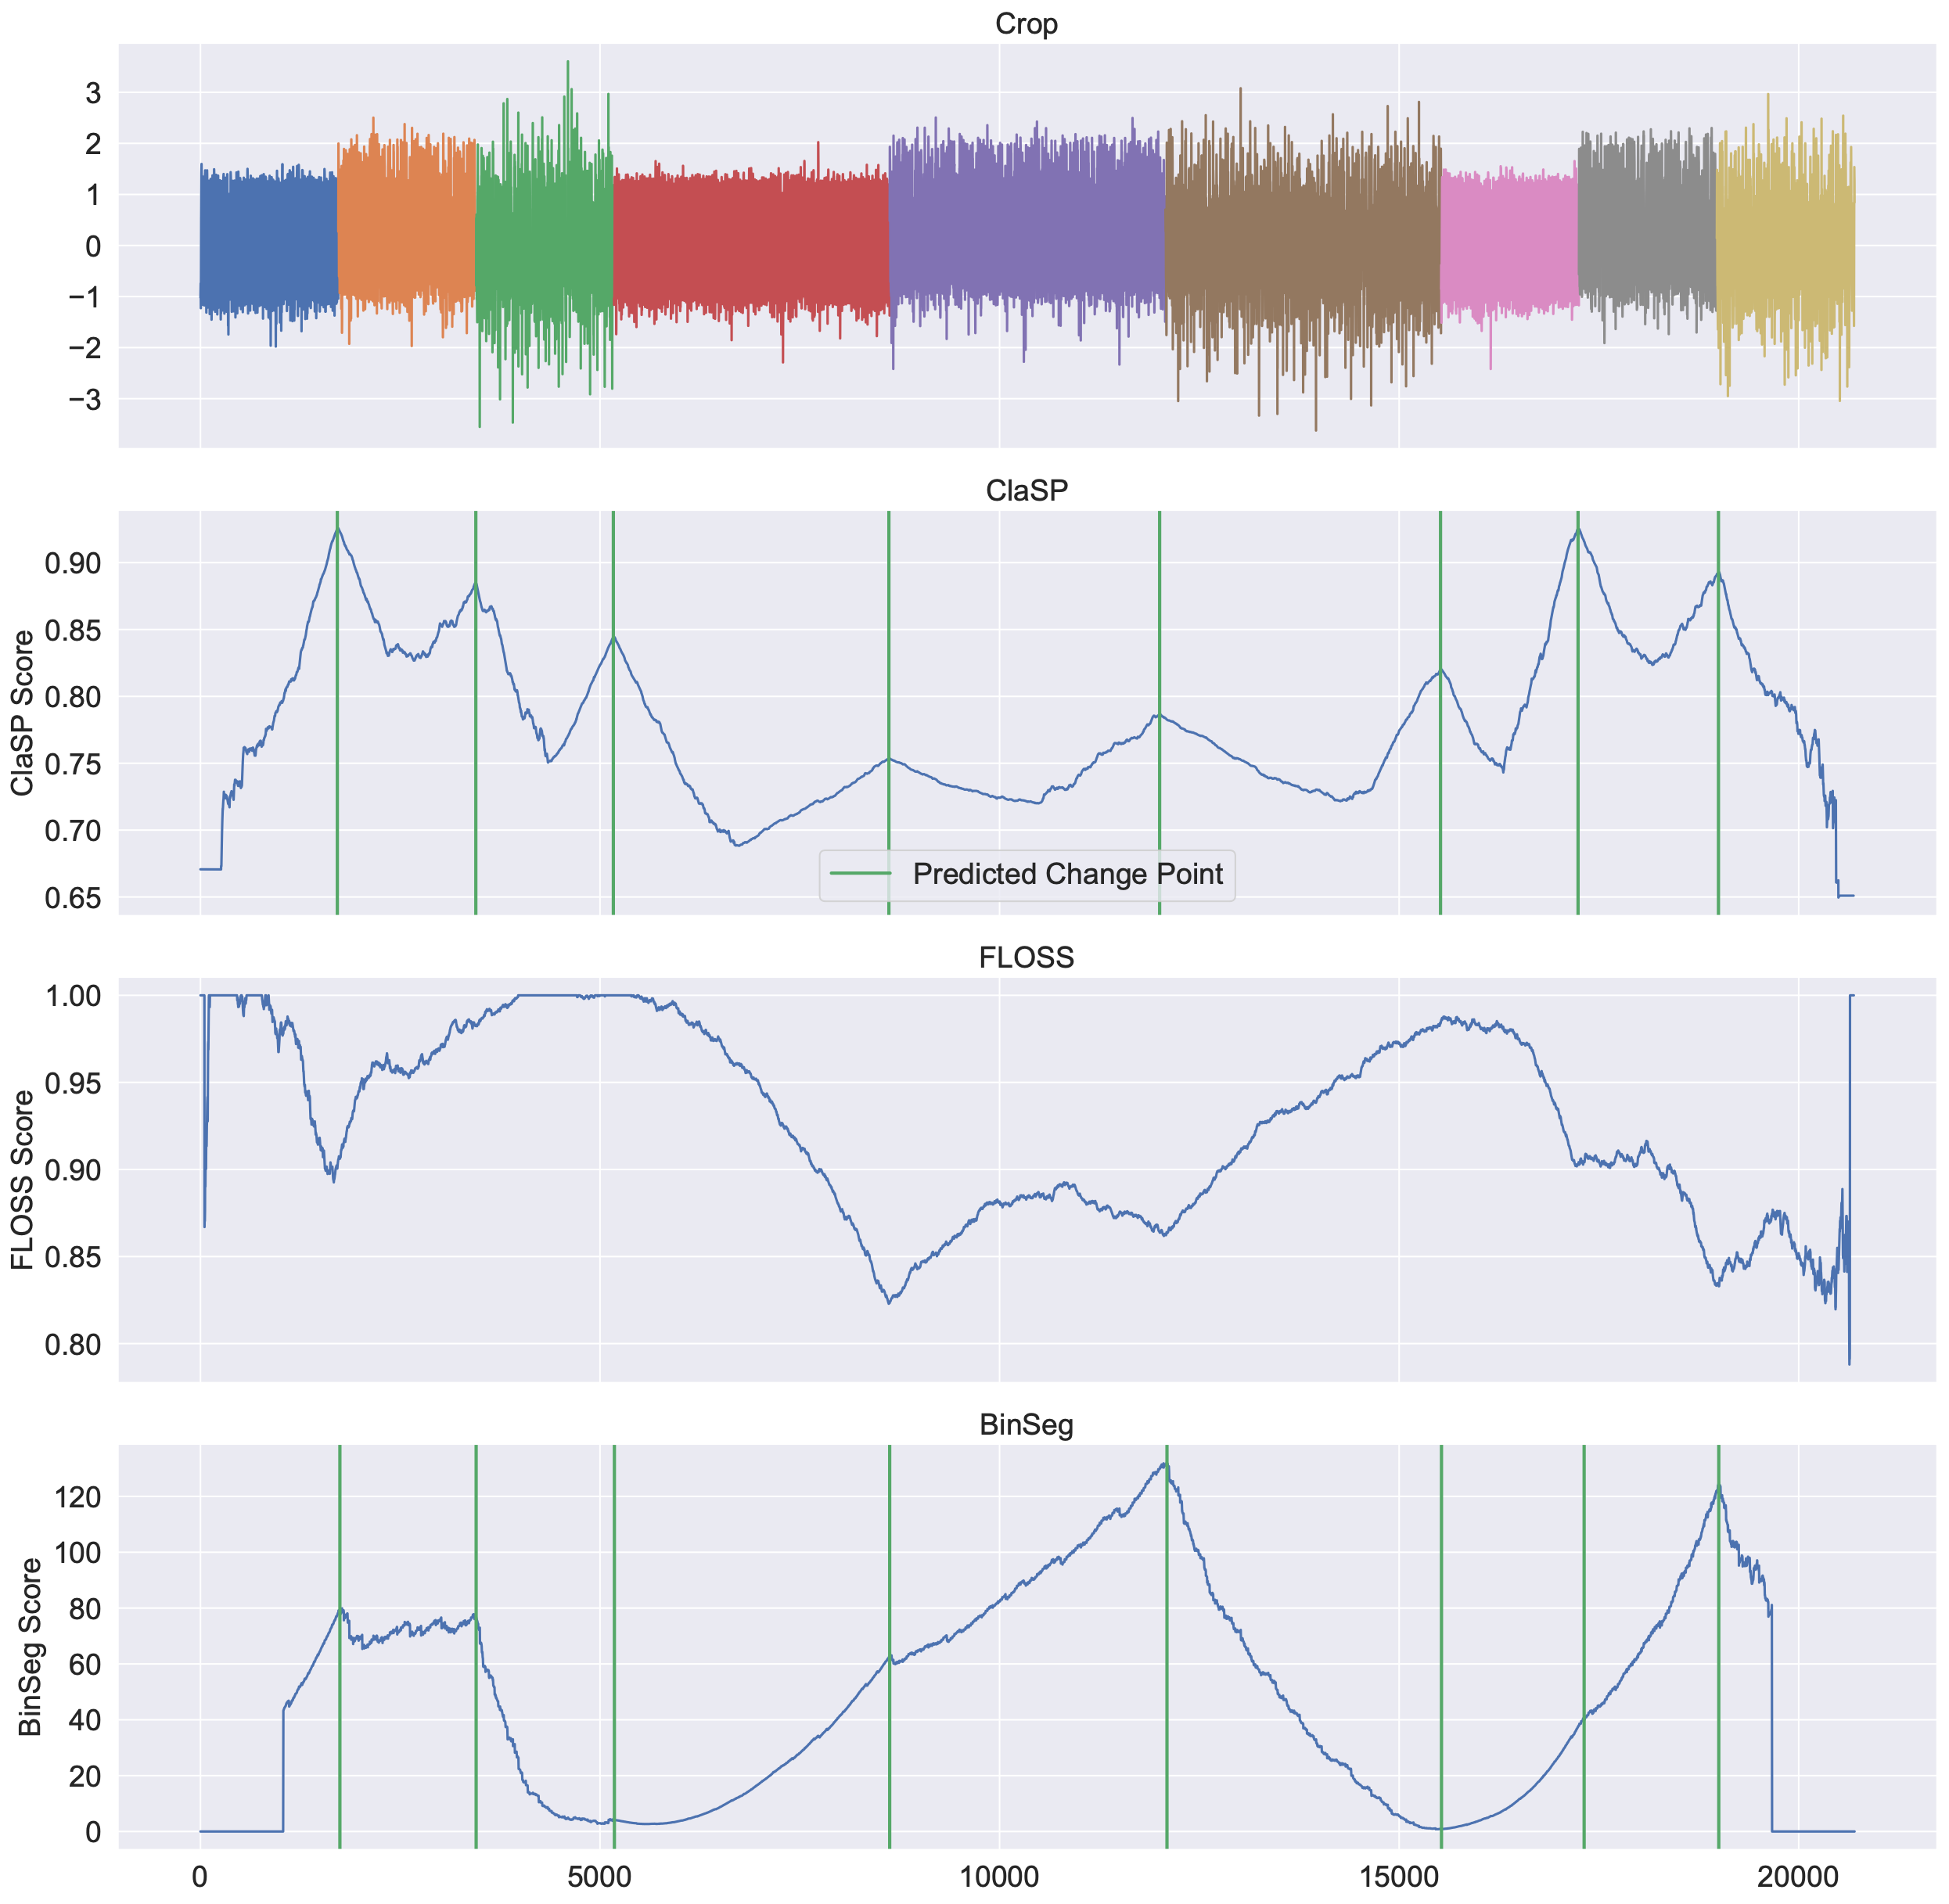 Crop
3
2
1
0
−1
−2
−3
ClaSP
ClaSP Score
0.90
0.85
0.80
0.75
0.70
0.65
Predicted Change Point
FLOSS
FLOSS Score
1.00
0.95
0.90
0.85
0.80
BinSeg
BinSeg Score
120
100
80
60
40
20
0
0 5000 10000 15000 20000